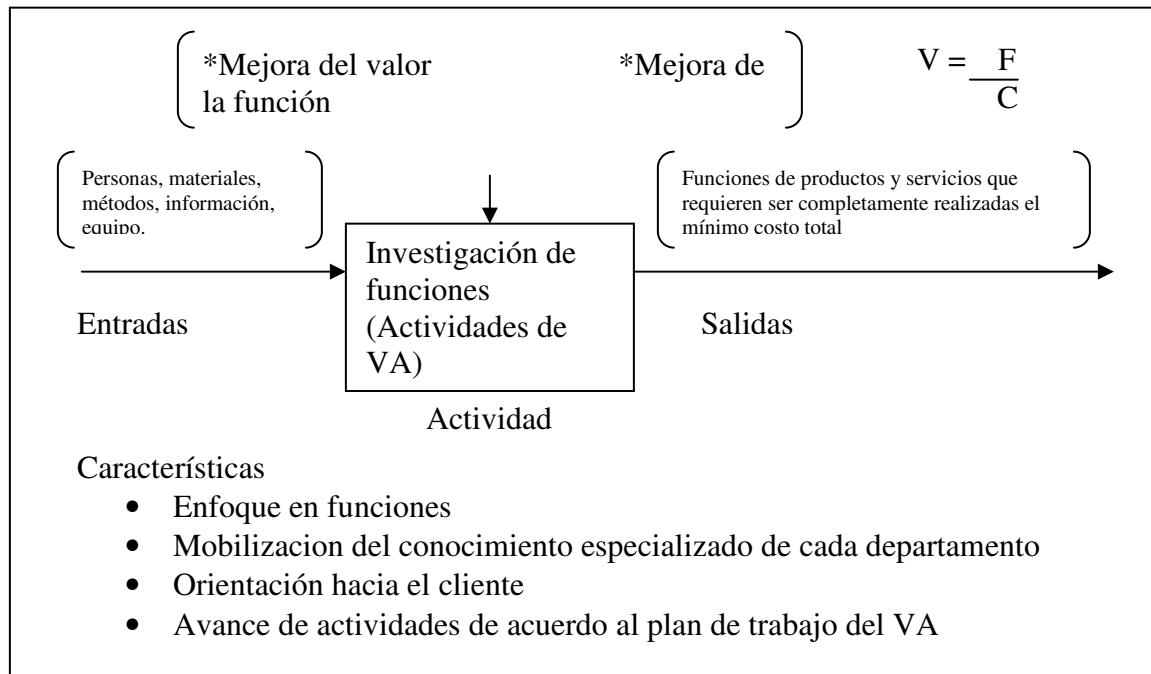 *Mejora del valor *Mejora de
la función
V = F
C
Personas, materiales,
métodos, información,
equipo.
Funciones de productos y servicios que
requieren ser completamente realizadas el
mínimo costo total
Investigación de
funciones
(Actividades de
VA)
Entradas
Salidas
Actividad
Características
• Enfoque en funciones
• Mobilizacion del conocimiento especializado de cada departamento
• Orientación hacia el cliente
• Avance de actividades de acuerdo al plan de trabajo del VA